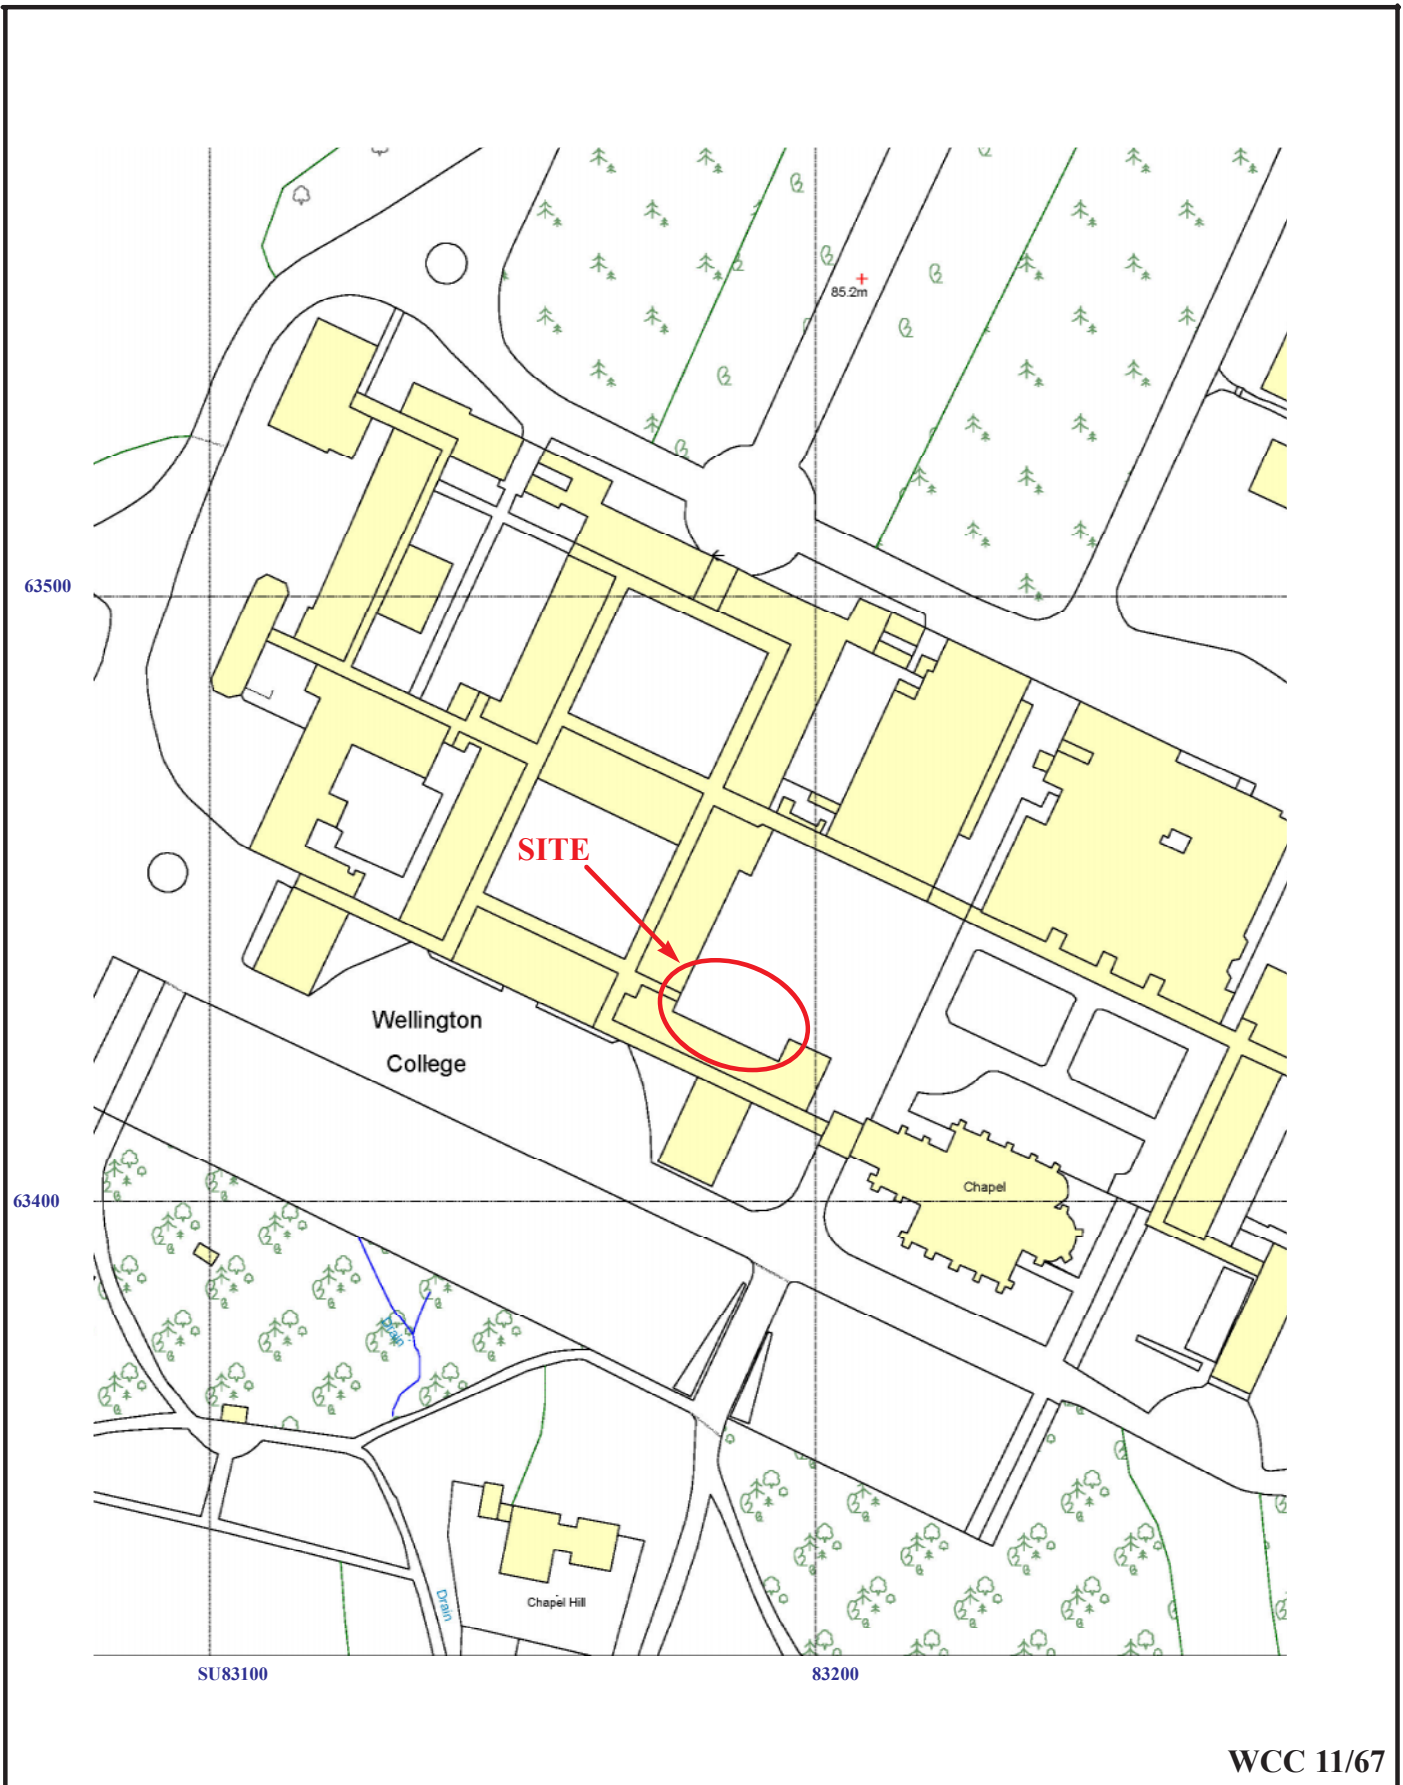 85.2m
63500
SITE
Wellington
College
Chapel
63400
Drain
Drain
Chapel Hill
SU83100
83200
WCC 11/67